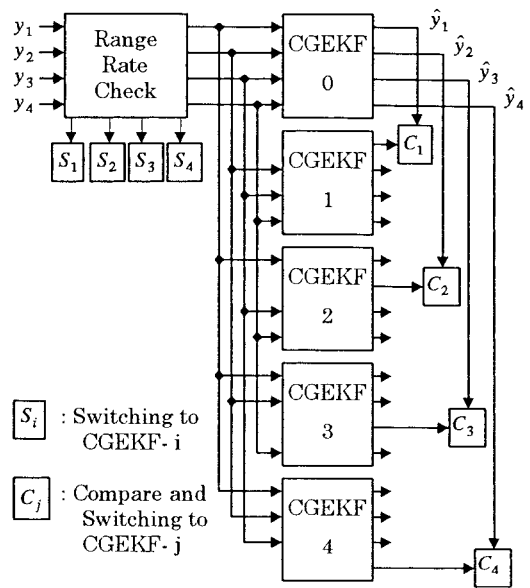 y₁
y₂
y₃
y₄
Range
Rate
Check
S₁ S₂ S₃ S₄
CGEKF
0
ŷ₁
ŷ₂
ŷ₃
ŷ₄
CGEKF
1
C₁
CGEKF
2
C₂
CGEKF
3
C₃
CGEKF
4
C₄
Sᵢ : Switching to
CGEKF- i
Cⱼ : Compare and
Switching to
CGEKF- j